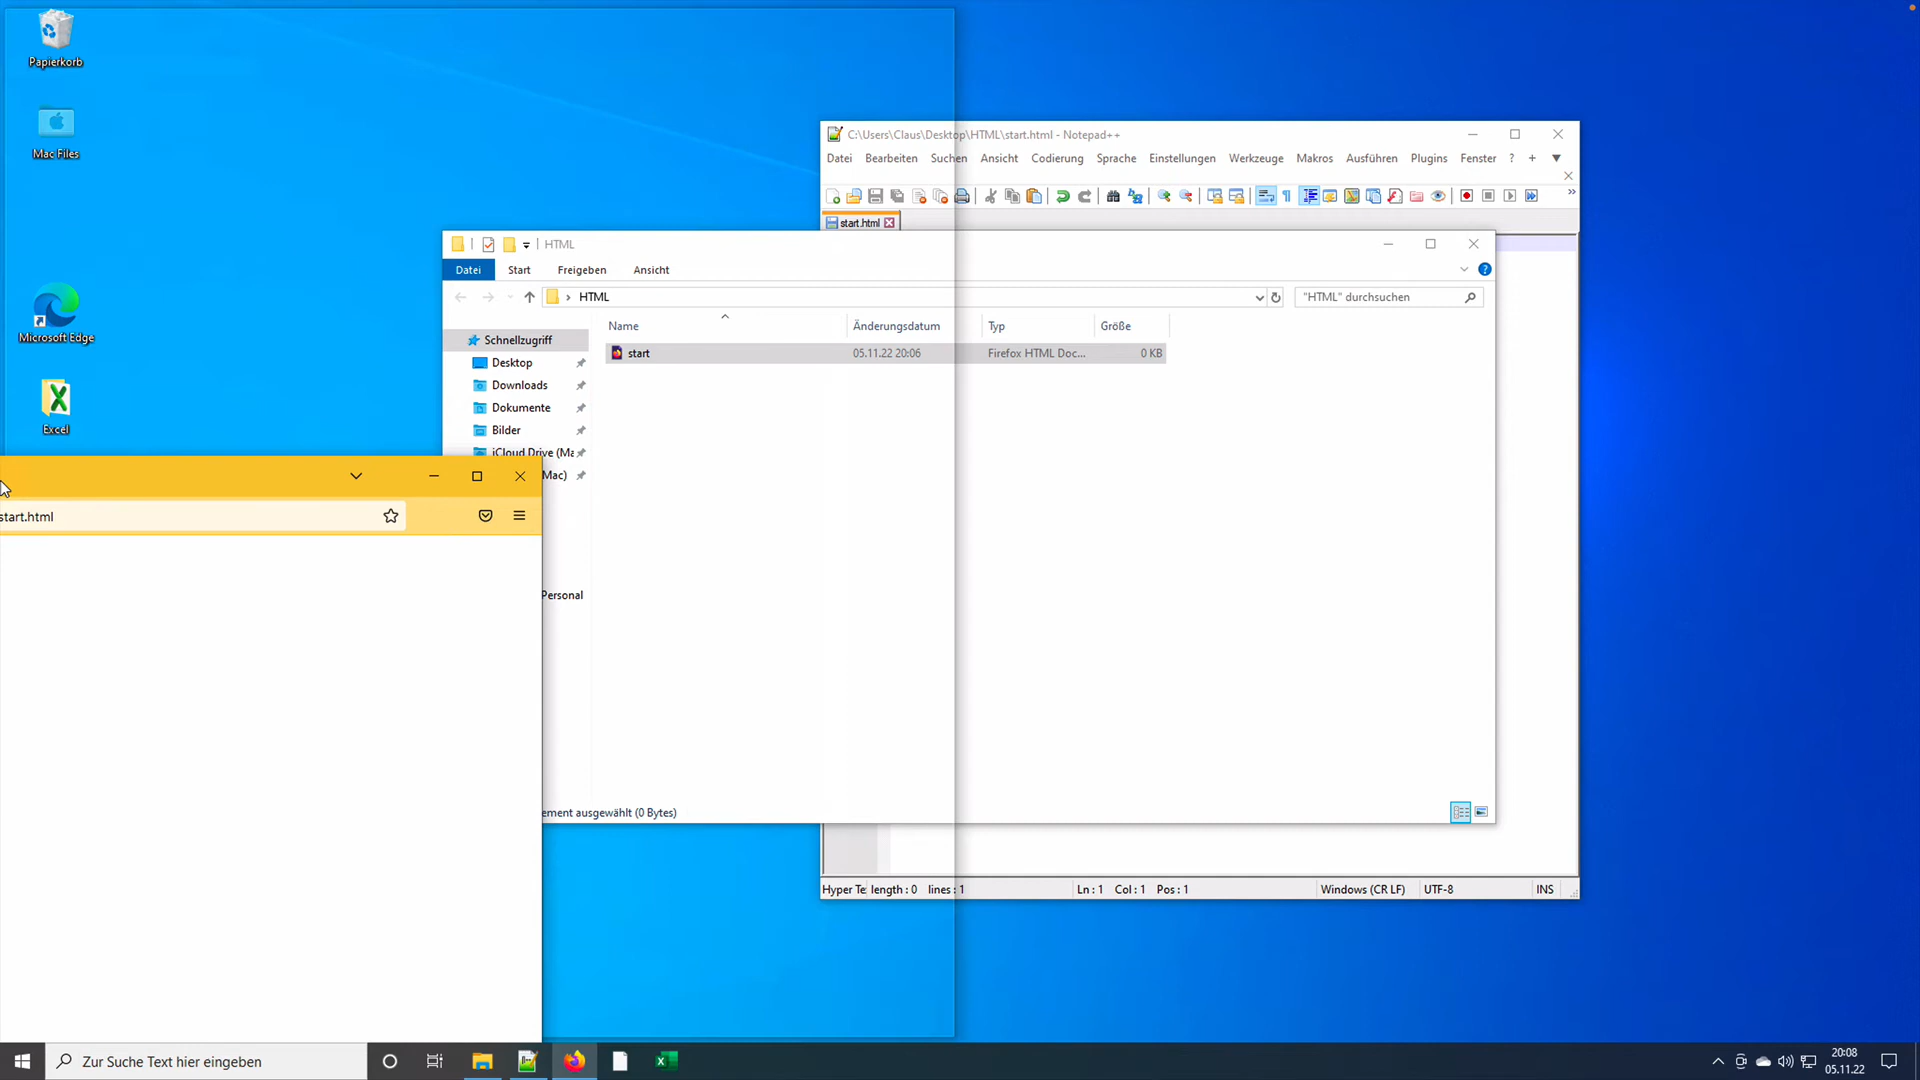 Papierkorb
Mac Files
Microsoft Edge
Excel
C:\Users\Claus\Desktop\HTML\start.html - Notepad++
Datei Bearbeiten Suchen Ansicht Codierung Sprache Einstellungen Werkzeuge Makros Ausführen Plugins Fenster ? +
start.html
HTML
Datei Start Freigeben Ansicht
HTML
"HTML" durchsuchen
Name Änderungsdatum Typ Größe
start 05.11.22 20:06 Firefox HTML Doc... 0 KB
Schnellzugriff
Desktop
Downloads
Dokumente
Bilder
iCloud Drive (Ma
Mac)
Personal
ement ausgewählt (0 Bytes)
start.html
Hyper Te length : 0 lines : 1 Ln : 1 Col : 1 Pos : 1 Windows (CR LF) UTF-8 INS
Zur Suche Text hier eingeben
20:08
05.11.22